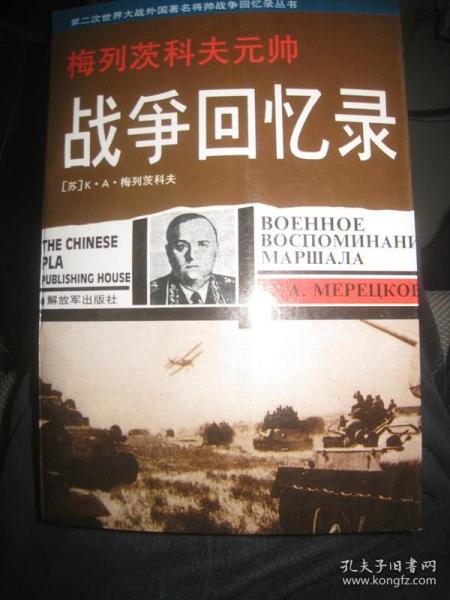 第二次世界大战外国著名将帅战争回忆录丛书
梅列茨科夫元帅
战争回忆录
[苏]K·A·梅列茨科夫
THE CHINESE
PLA
PUBLISHING HOUSE
解放军出版社
ВОЕННОЕ
ВОСПОМИНАНИ
МАРШАЛА
К.А. МЕРЕЦКОВ
孔夫子旧书网
www.kongfz.com